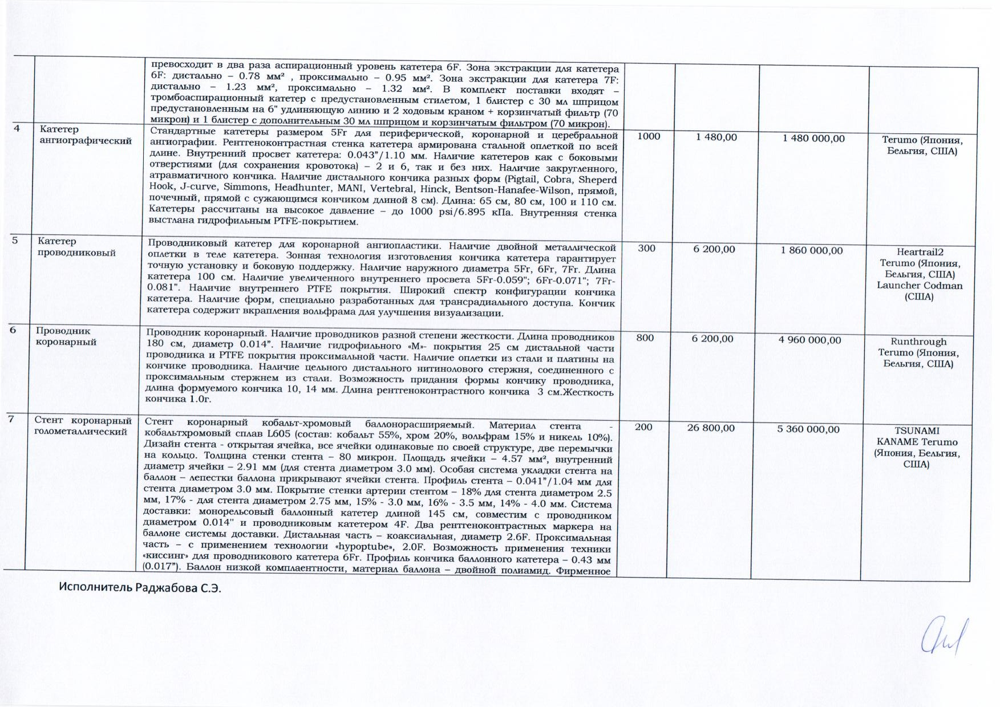 превосходит в два раза аспирационный уровень катетера 6F. Зона экстракции для катетера
6F: дистально – 0.78 мм² , проксимально – 0.95 мм². Зона экстракции для катетера 7F:
дистально – 1.23 мм², проксимально – 1.32 мм². В комплект поставки входят –
тромбоаспирационный катетер с предустановленным стилетом, 1 блистер с 30 мл шприцом
предустановленным на 6" удлиняющую линию и 2 ходовым краном + корзинчатый фильтр (70
микрон) и 1 блистер с дополнительным 30 мл шприцом и корзинчатым фильтром (70 микрон).
4
Катетер
ангиографический
Стандартные катетеры размером 5Fr для периферической, коронарной и церебральной
ангиографии. Рентгеноконтрастная стенка катетера армирована стальной оплеткой по всей
длине. Внутренний просвет катетера: 0.043”/1.10 мм. Наличие катетеров как с боковыми
отверстиями (для сохранения кровотока) – 2 и 6, так и без них. Наличие закругленного,
атравматичного кончика. Наличие дистального кончика разных форм (Pigtail, Cobra, Sheperd
Hook, J-curve, Simmons, Headhunter, MANI, Vertebral, Hinck, Bentson-Hanafee-Wilson, прямой,
почечный, прямой с сужающимся кончиком длиной 8 см). Длина: 65 см, 80 см, 100 и 110 см.
Катетеры рассчитаны на высокое давление – до 1000 psi/6.895 кПа. Внутренняя стенка
выстлана гидрофильным PTFE-покрытием.
1000
1 480,00
1 480 000,00
Terumo (Япония,
Бельгия, США)
5
Катетер
проводниковый
Проводниковый катетер для коронарной ангиопластики. Наличие двойной металлической
оплетки в теле катетера. Зонная технология изготовления кончика катетера гарантирует
точную установку и боковую поддержку. Наличие наружного диаметра 5Fr, 6Fr, 7Fr. Длина
катетера 100 см. Наличие увеличенного внутреннего просвета 5Fr-0.059"; 6Fr-0.071"; 7Fr-
0.081". Наличие внутреннего PTFE покрытия. Широкий спектр конфигурации кончика
катетера. Наличие форм, специально разработанных для трансрадиального доступа. Кончик
катетера содержит вкрапления вольфрама для улучшения визуализации.
300
6 200,00
1 860 000,00
Heartrail2
Terumo (Япония,
Бельгия, США)
Launcher Codman
(США)
6
Проводник
коронарный
Проводник коронарный. Наличие проводников разной степени жесткости. Длина проводников
180 см, диаметр 0.014”. Наличие гидрофильного «M»- покрытия 25 см дистальной части
проводника и PTFE покрытия проксимальной части. Наличие оплетки из стали и платины на
кончике проводника. Наличие цельного дистального нитинолового стержня, соединенного с
проксимальным стержнем из стали. Возможность придания формы кончику проводника,
длина формуемого кончика 10, 14 мм. Длина рентгеноконтрастного кончика 3 см.Жесткость
кончика 1.0г.
800
6 200,00
4 960 000,00
Runthrough
Terumo (Япония,
Бельгия, США)
7
Стент коронарный
голометаллический
Стент коронарный кобальт-хромовый баллонорасширяемый. Материал стента -
кобальтхромовый сплав L605 (состав: кобальт 55%, хром 20%, вольфрам 15% и никель 10%).
Дизайн стента - открытая ячейка, все ячейки одинаковые по своей структуре, две перемычки
на кольцо. Толщина стенки стента – 80 микрон. Площадь ячейки – 4.57 мм², внутренний
диаметр ячейки – 2.91 мм (для стента диаметром 3.0 мм). Особая система укладки стента на
баллон – лепестки баллона прикрывают ячейки стента. Профиль стента – 0.041”/1.04 мм для
стента диаметром 3.0 мм. Покрытие стенки артерии стентом – 18% для стента диаметром 2.5
мм, 17% - для стента диаметром 2.75 мм, 15% - 3.0 мм, 16% - 3.5 мм, 14% - 4.0 мм. Система
доставки: монорельсовый баллонный катетер длиной 145 см, совместим с проводником
диаметром 0.014" и проводниковым катетером 4F. Два рентгеноконтрастных маркера на
баллоне системы доставки. Дистальная часть – коаксиальная, диаметр 2.6F. Проксимальная
часть – с применением технологии «hypoptube», 2.0F. Возможность применения техники
«киссинг» для проводникового катетера 6Fr. Профиль кончика баллонного катетера – 0.43 мм
(0.017”). Баллон низкой комплаентности, материал баллона – двойной полиамид. Фирменное
200
26 800,00
5 360 000,00
TSUNAMI
KANAME Terumo
(Япония, Бельгия,
США)
Исполнитель Раджабова С.Э.